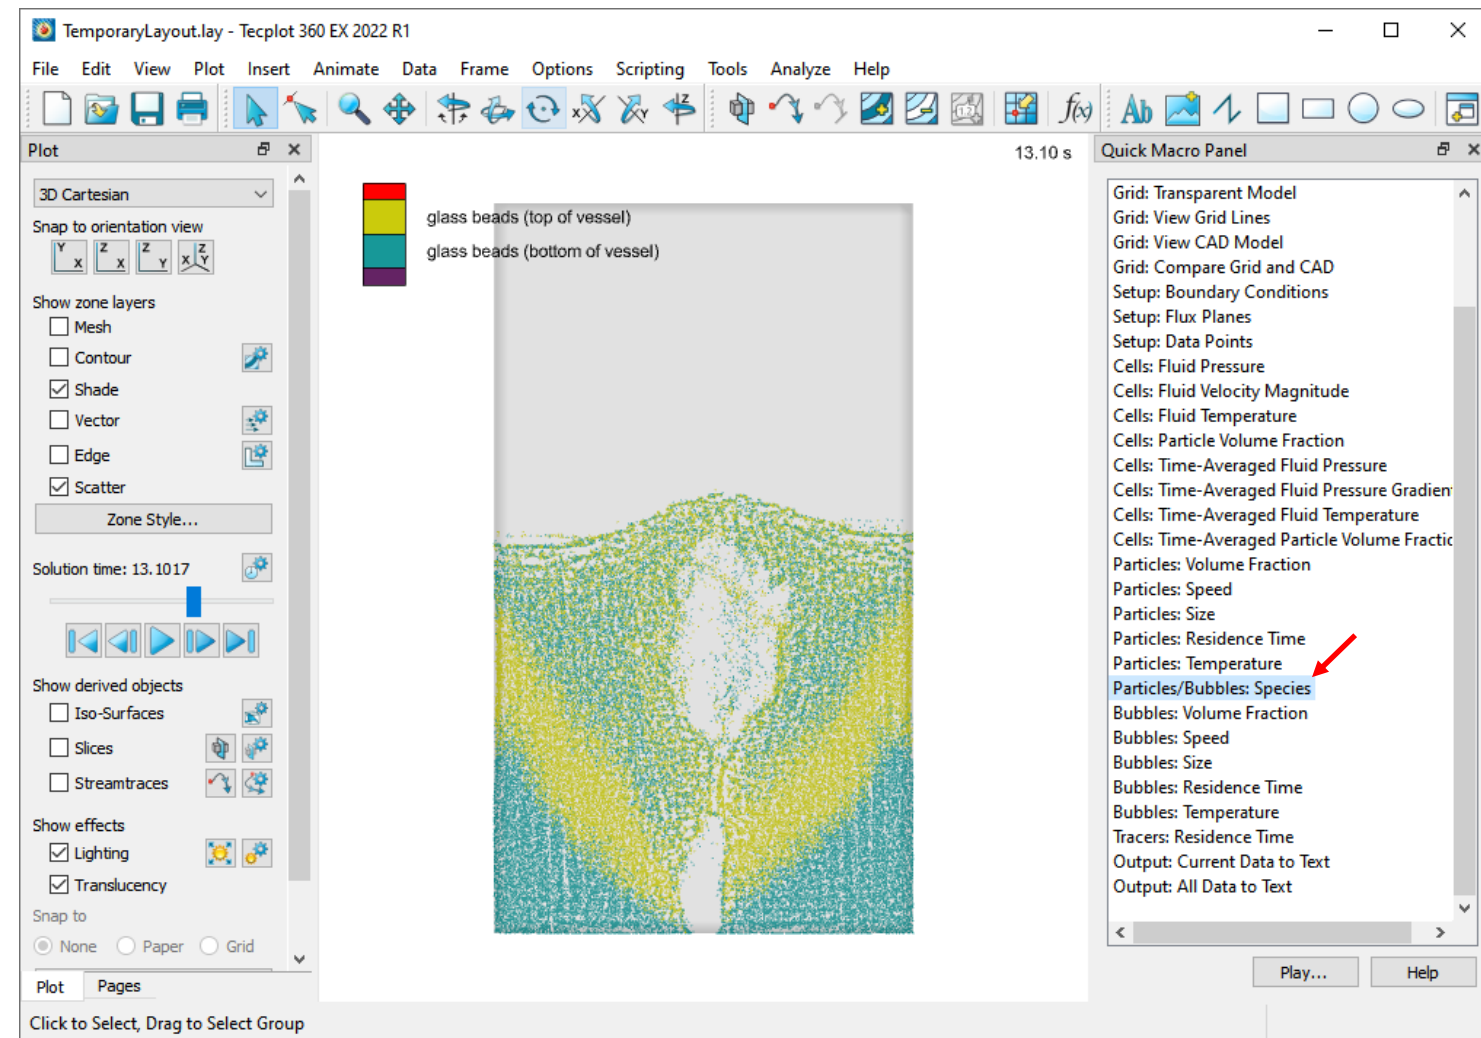 TemporaryLayout.lay - Tecplot 360 EX 2022 R1
File Edit View Plot Insert Animate Data Frame Options Scripting Tools Analyze Help
Plot
3D Cartesian
Snap to orientation view
Y X Z X Z Y Z X Y
Show zone layers
Mesh
Contour
Shade
Vector
Edge
Scatter
Zone Style...
Solution time: 13.1017
Show derived objects
Iso-Surfaces
Slices
Streamtraces
Show effects
Lighting
Translucency
Snap to
None Paper Grid
Plot Pages
Click to Select, Drag to Select Group
13.10 s
glass beads (top of vessel)
glass beads (bottom of vessel)
Quick Macro Panel
Grid: Transparent Model
Grid: View Grid Lines
Grid: View CAD Model
Grid: Compare Grid and CAD
Setup: Boundary Conditions
Setup: Flux Planes
Setup: Data Points
Cells: Fluid Pressure
Cells: Fluid Velocity Magnitude
Cells: Fluid Temperature
Cells: Particle Volume Fraction
Cells: Time-Averaged Fluid Pressure
Cells: Time-Averaged Fluid Pressure Gradien
Cells: Time-Averaged Fluid Temperature
Cells: Time-Averaged Particle Volume Fractic
Particles: Volume Fraction
Particles: Speed
Particles: Size
Particles: Residence Time
Particles: Temperature
Particles/Bubbles: Species
Bubbles: Volume Fraction
Bubbles: Speed
Bubbles: Size
Bubbles: Residence Time
Bubbles: Temperature
Tracers: Residence Time
Output: Current Data to Text
Output: All Data to Text
Play... Help